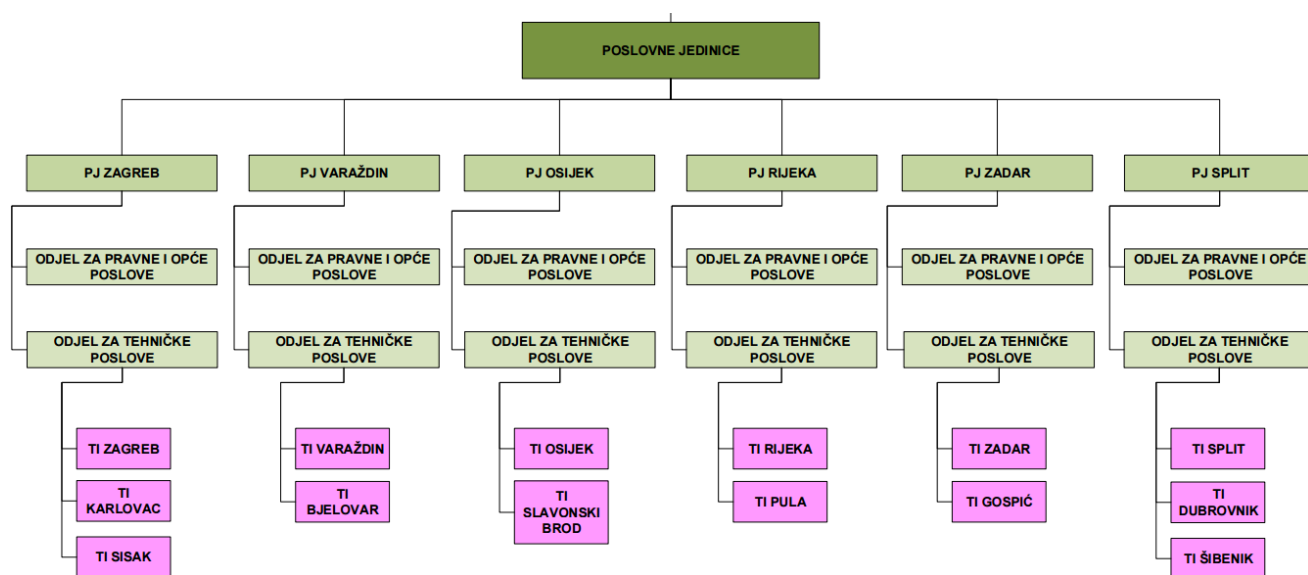 POSLOVNE JEDINICE
PJ ZAGREB
PJ VARAŽDIN
PJ OSIJEK
PJ RIJEKA
PJ ZADAR
PJ SPLIT
ODJEL ZA PRAVNE I OPĆE
POSLOVE
ODJEL ZA PRAVNE I OPĆE
POSLOVE
ODJEL ZA PRAVNE I OPĆE
POSLOVE
ODJEL ZA PRAVNE I OPĆE
POSLOVE
ODJEL ZA PRAVNE I OPĆE
POSLOVE
ODJEL ZA PRAVNE I OPĆE
POSLOVE
ODJEL ZA TEHNIČKE
POSLOVE
ODJEL ZA TEHNIČKE
POSLOVE
ODJEL ZA TEHNIČKE
POSLOVE
ODJEL ZA TEHNIČKE
POSLOVE
ODJEL ZA TEHNIČKE
POSLOVE
ODJEL ZA TEHNIČKE
POSLOVE
TI ZAGREB
TI VARAŽDIN
TI OSIJEK
TI RIJEKA
TI ZADAR
TI SPLIT
TI
KARLOVAC
TI
BJELOVAR
TI
SLAVONSKI
BROD
TI PULA
TI GOSPIĆ
TI
DUBROVNIK
TI SISAK
TI ŠIBENIK